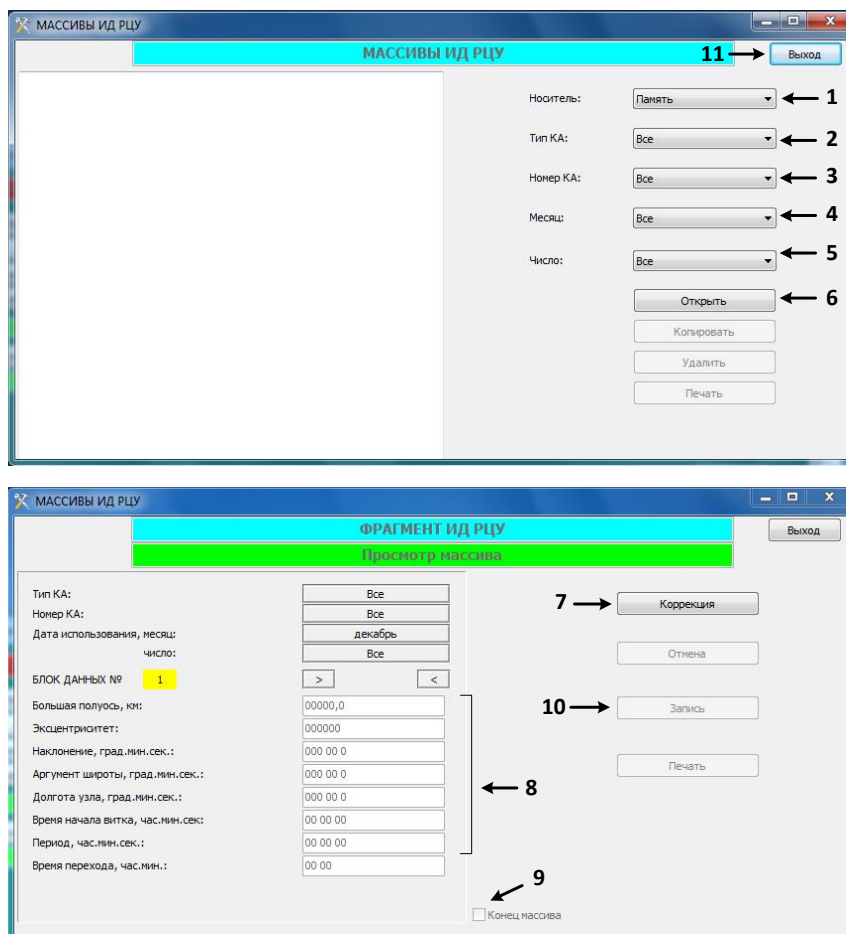 МАССИВЫ ИД РЦУ
МАССИВЫ ИД РЦУ
11
Выход
Носитель: Память 1
Тип КА: Все 2
Номер КА: Все 3
Месяц: Все 4
Число: Все 5
Открыть 6
Копировать
Удалить
Печать
МАССИВЫ ИД РЦУ
ФРАГМЕНТ ИД РЦУ
Выход
Просмотр массива
Тип КА: Все
Номер КА: Все
Дата использования, месяц: декабрь
число: Все
БЛОК ДАННЫХ № 1 > <
Большая полуось, км: 00000,0
Эксцентриситет: 000000
Наклонение, град.мин.сек.: 000 00 0
Аргумент широты, град.мин.сек.: 000 00 0
Долгота узла, град.мин.сек.: 000 00 0
Время начала витка, час.мин.сек: 00 00 00
Период, час.мин.сек.: 00 00 00
Время перехода, час.мин.: 00 00
8
7 Коррекция
Отмена
10 Запись
Печать
9
Конец массива